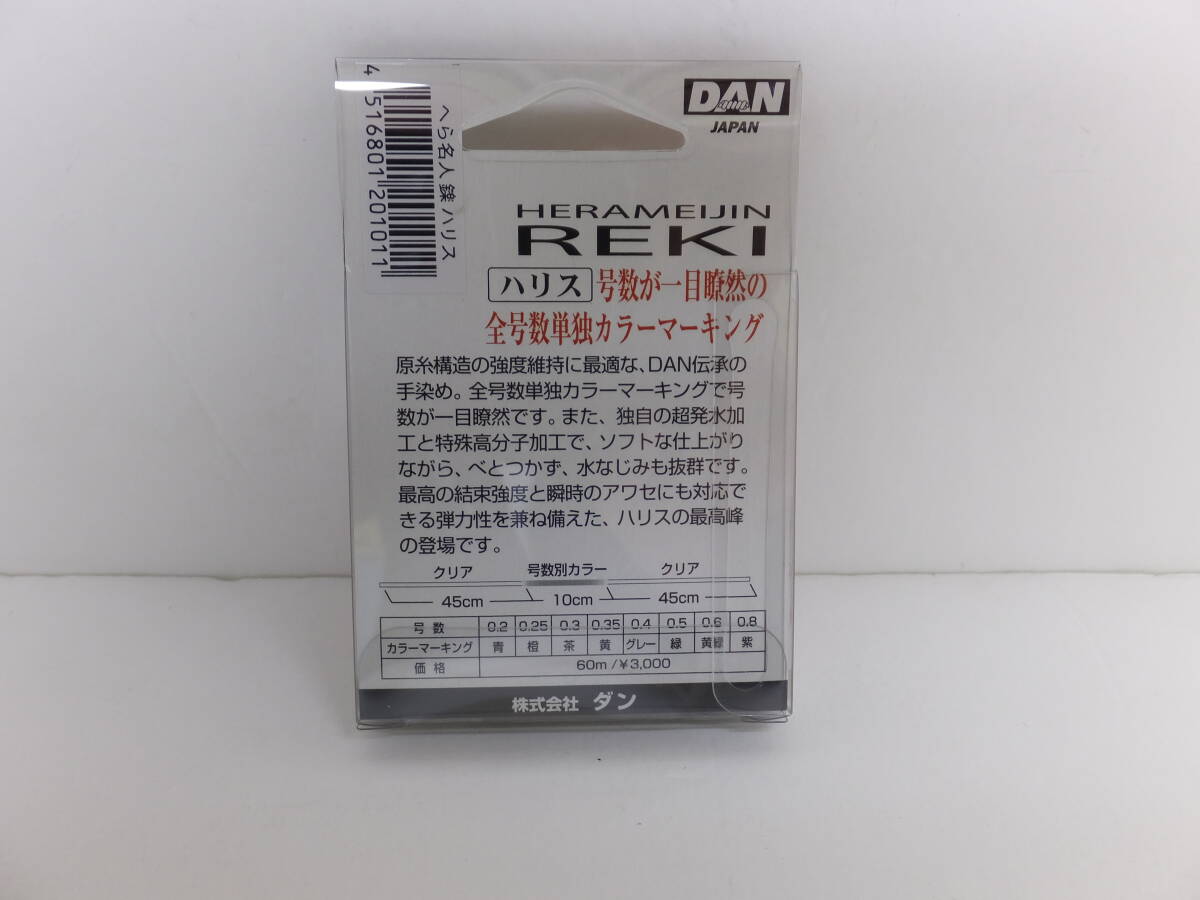 DAN
JAPAN
へら名人 鑠 ハリス
4 516801 201011
HERAMEIJIN
REKI
ハリス 号数が一目瞭然の
全号数単独カラーマーキング
原糸構造の強度維持に最適な、DAN伝承の
手染め。全号数単独カラーマーキングで号
数が一目瞭然です。また、独自の超発水加
工と特殊高分子加工で、ソフトな仕上がり
ながら、べとつかず、水なじみも抜群です。
最高の結束強度と瞬時のアワセにも対応で
きる弾力性を兼ね備えた、ハリスの最高峰
の登場です。
クリア 号数別カラー クリア
45cm 10cm 45cm
号数 0.2 0.25 0.3 0.35 0.4 0.5 0.6 0.8
カラーマーキング 青 橙 茶 黄 グレー 緑 黄緑 紫
価格 60m/¥3,000
株式会社 ダン